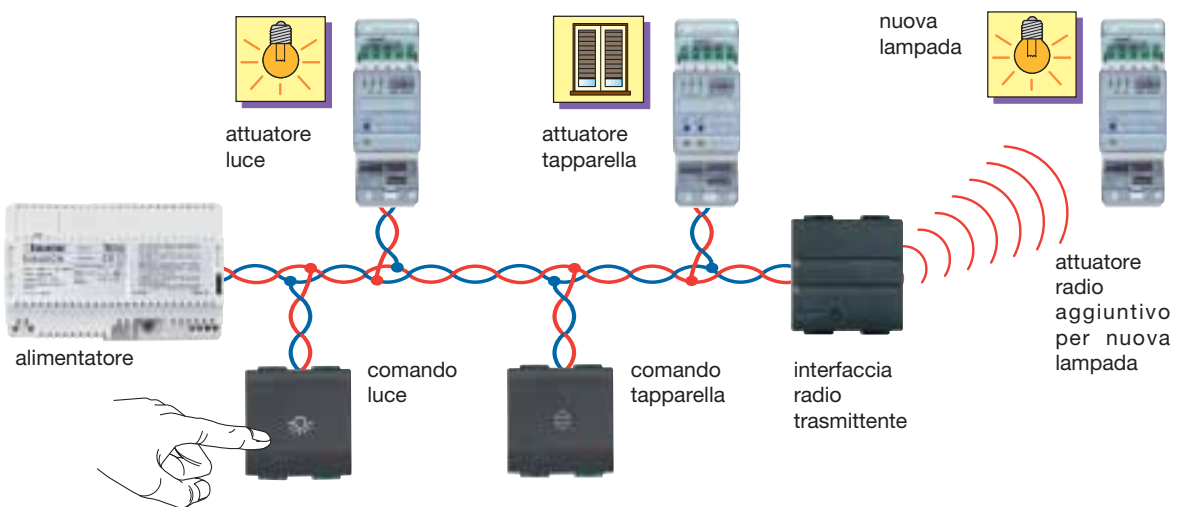 nuova
lampada
attuatore
luce
attuatore
tapparella
attuatore
radio
aggiuntivo
per nuova
lampada
alimentatore
comando
luce
comando
tapparella
interfaccia
radio
trasmittente